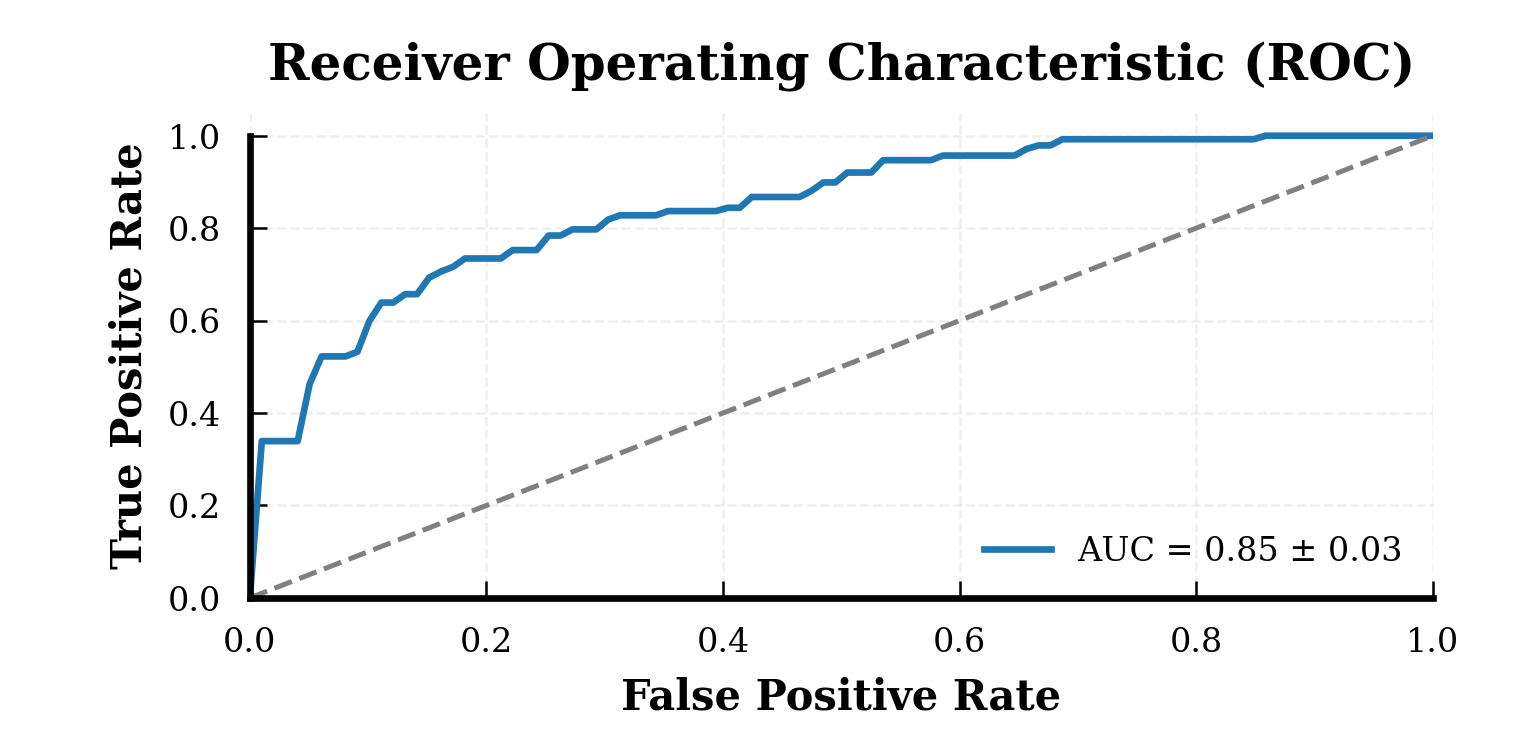 Receiver Operating Characteristic (ROC)
True Positive Rate
1.0
0.8
0.6
0.4
0.2
0.0
AUC = 0.85 ± 0.03
0.0 0.2 0.4 0.6 0.8 1.0
False Positive Rate